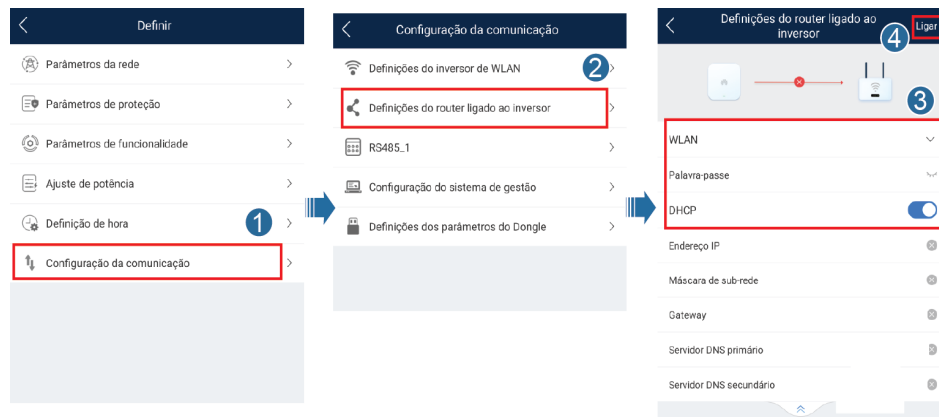 Definir
Parâmetros da rede
Parâmetros de proteção
Parâmetros de funcionalidade
Ajuste de potência
Definição de hora
1
Configuração da comunicação
Configuração da comunicação
Definições do inversor de WLAN
2
Definições do router ligado ao inversor
RS485_1
Configuração do sistema de gestão
Definições dos parâmetros do Dongle
Definições do router ligado ao
inversor
4
Ligar
3
WLAN
Palavra-passe
DHCP
Endereço IP
Máscara de sub-rede
Gateway
Servidor DNS primário
Servidor DNS secundário